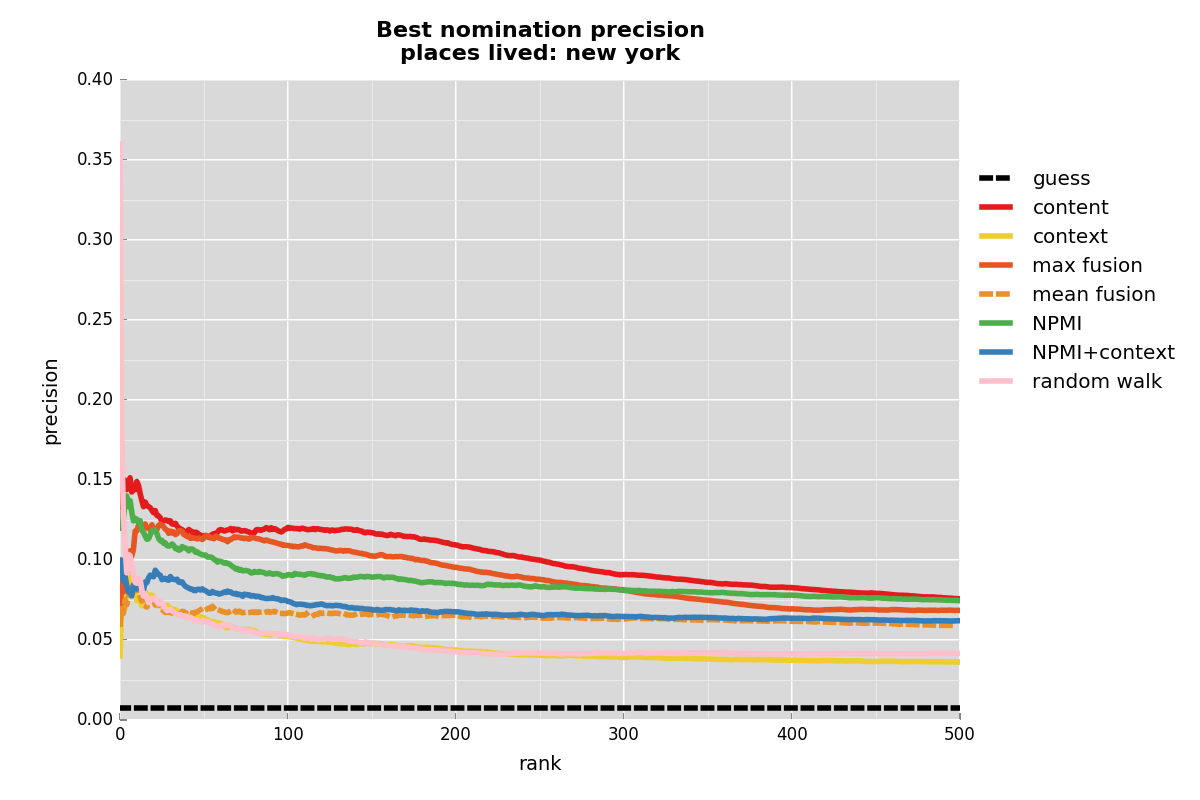 Best nomination precision
places lived: new york
0.40
0.35
0.30
0.25
0.20
0.15
0.10
0.05
0.00
precision
0 100 200 300 400 500
rank
guess
content
context
max fusion
mean fusion
NPMI
NPMI+context
random walk